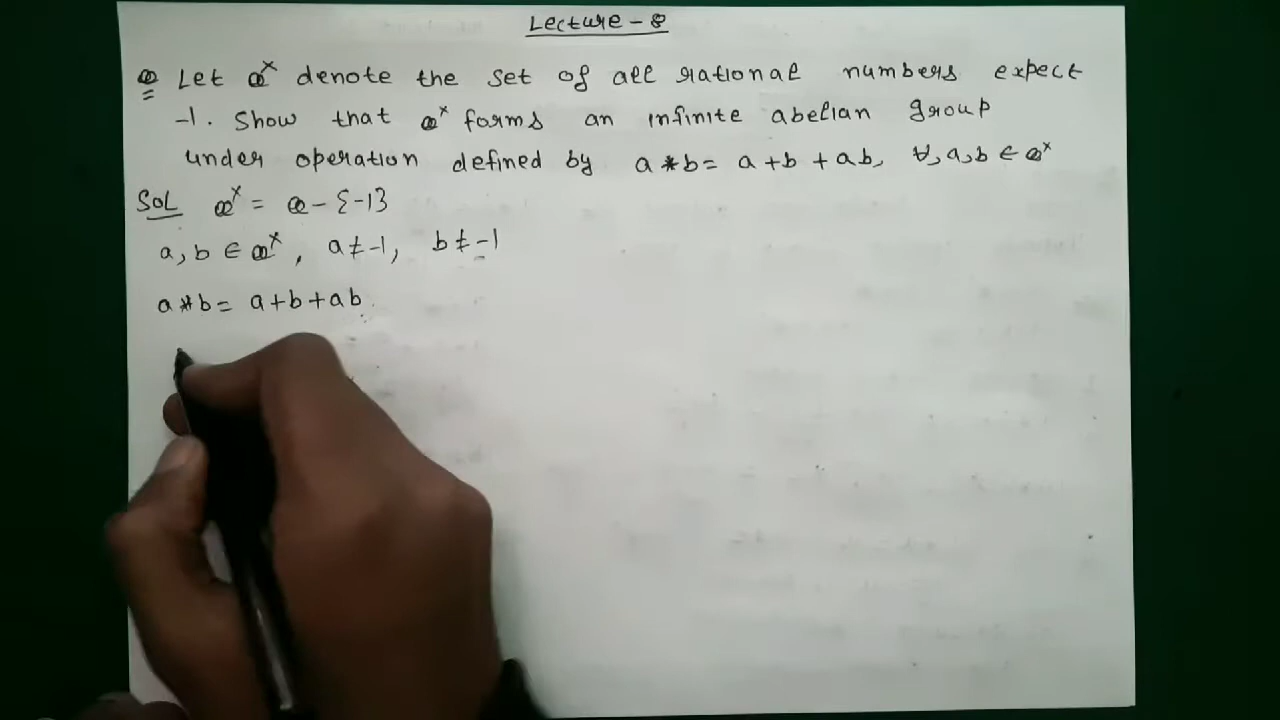 Lecture - 8
Q Let Q^x denote the set of all rational numbers expect
-1. Show that Q^x forms an infinite abelian group
under operation defined by a * b = a + b + ab, ∀, a, b ∈ Q^x
Sol Q^x = Q - {-1}
a, b ∈ Q^x, a ≠ -1, b ≠ -1
a * b = a + b + ab